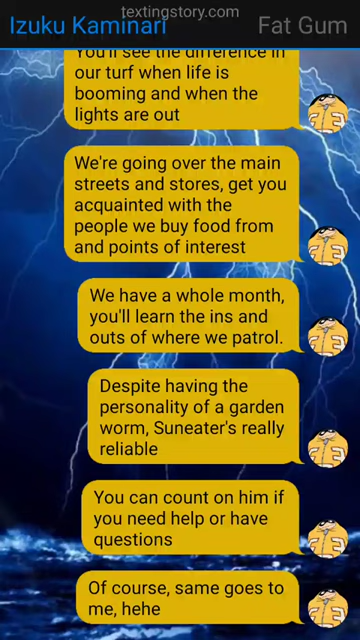 textingstory.com
Izuku Kaminari
Fat Gum
You'll see the difference in
our turf when life is
booming and when the
lights are out
We're going over the main
streets and stores, get you
acquainted with the
people we buy food from
and points of interest
We have a whole month,
you'll learn the ins and
outs of where we patrol.
Despite having the
personality of a garden
worm, Suneater's really
reliable
You can count on him if
you need help or have
questions
Of course, same goes to
me, hehe